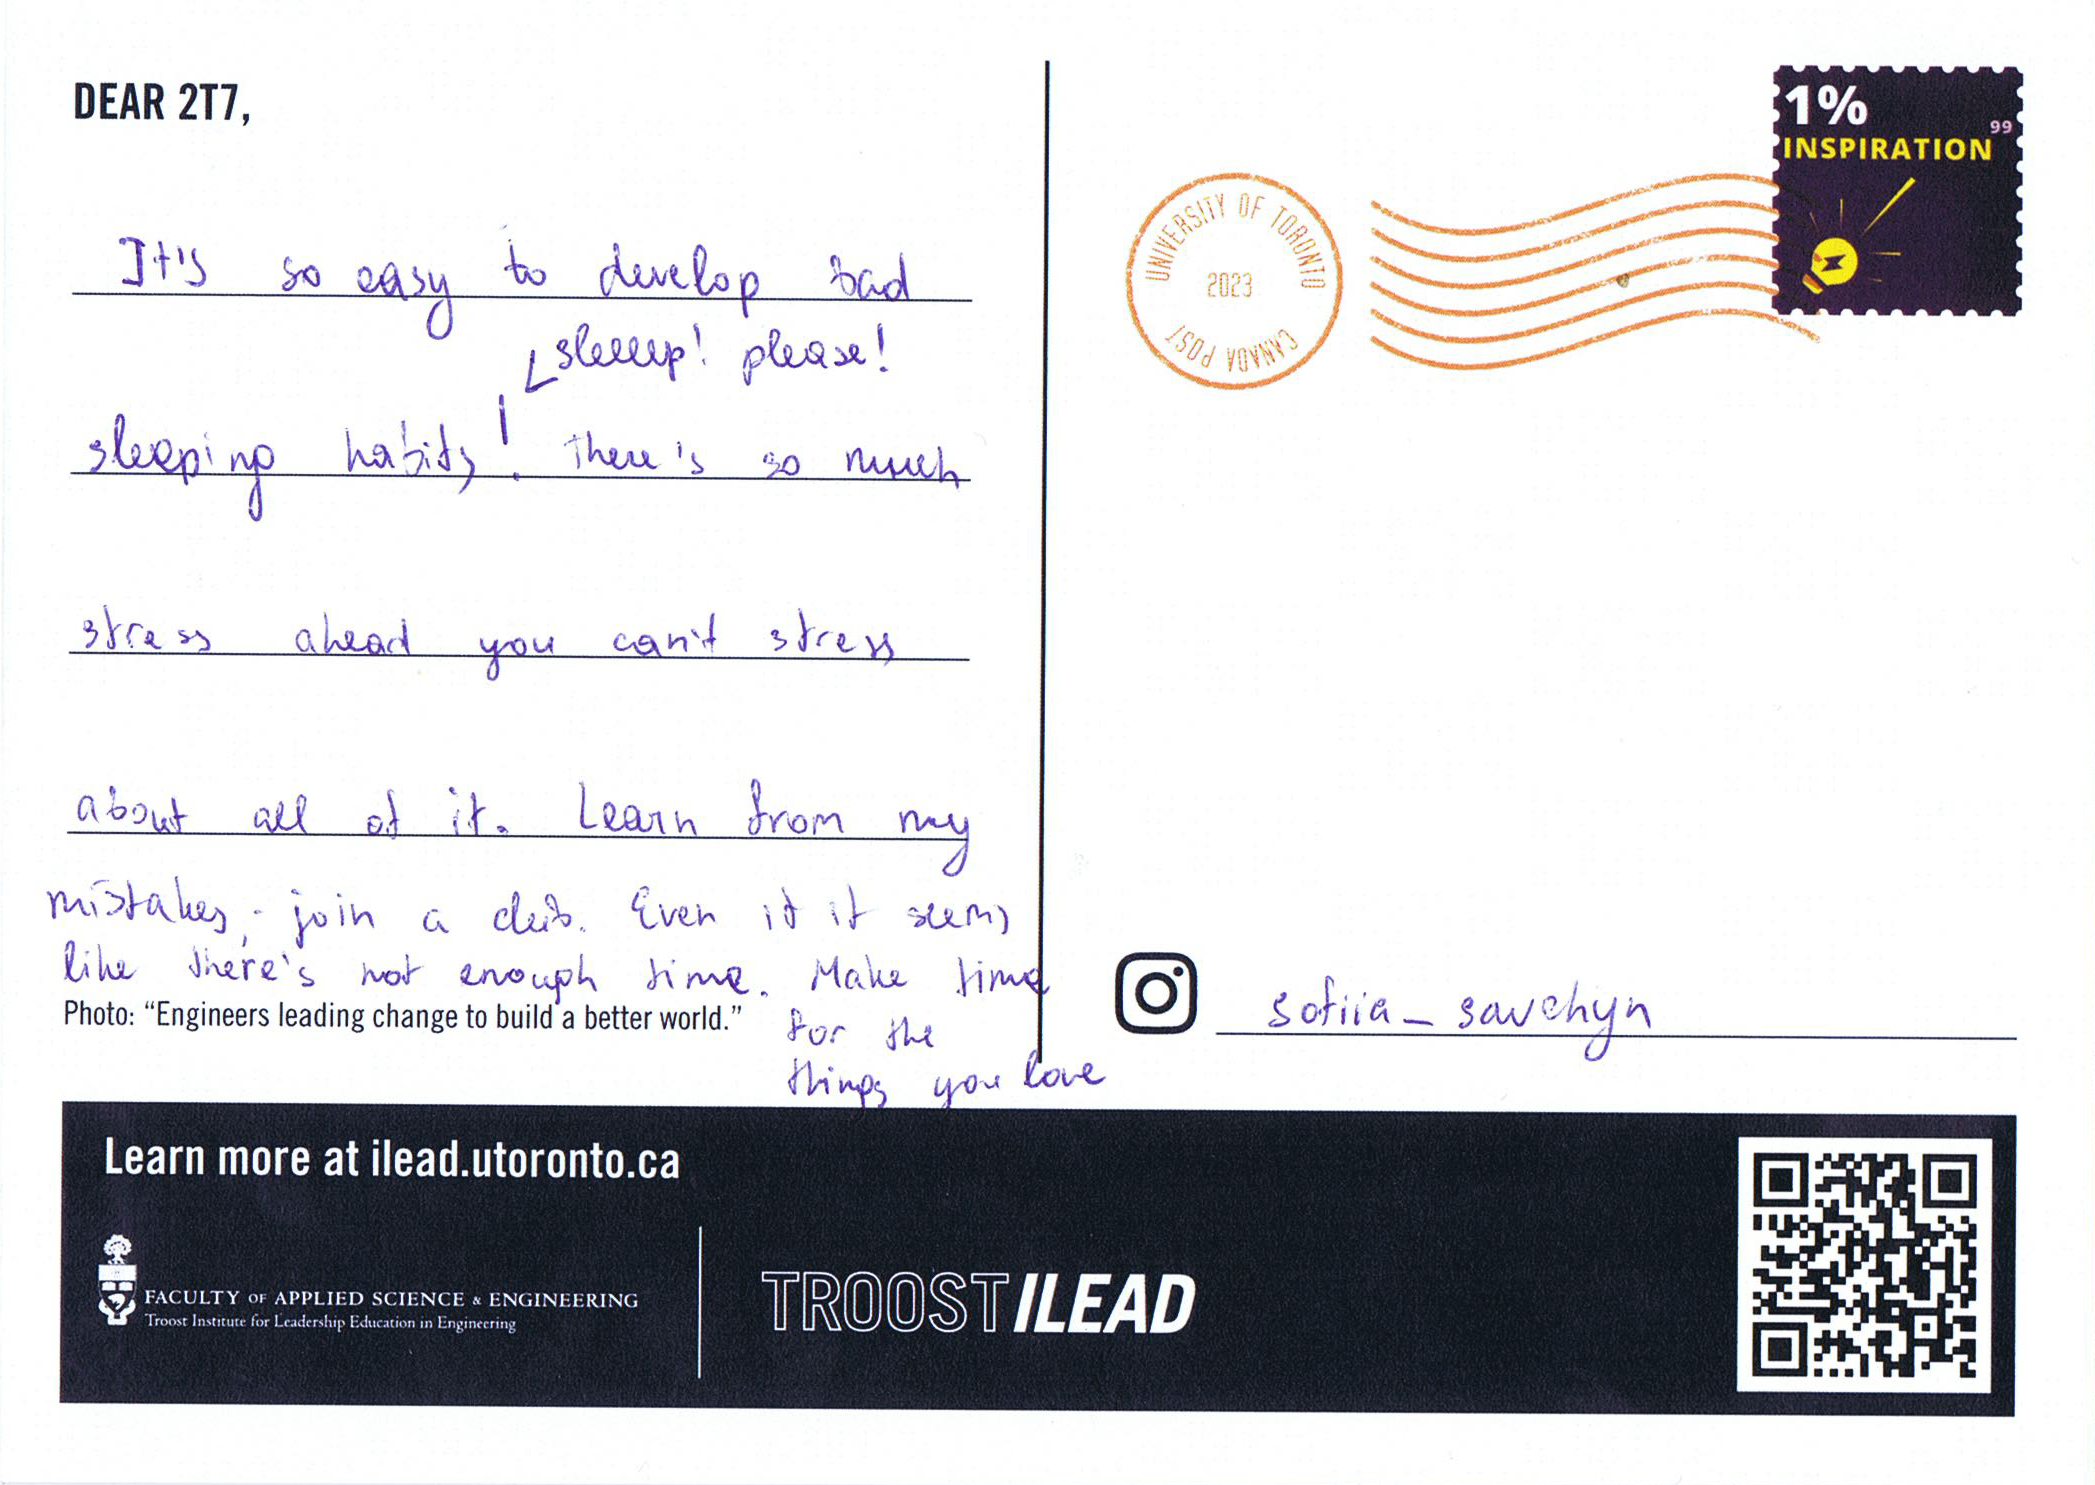 DEAR 2T7,
It's so easy to develop bad
sleeeep! please!
sleeping habits! There's so much
stress ahead you can't stress
about all of it. Learn from my
mistakes, - join a club. Even if it seems
like there's not enough time. Make time
for the
things you love
Photo: “Engineers leading change to build a better world.”
1%
99
INSPIRATION
UNIVERSITY OF TORONTO
2023
CANADA POST
sofiia_savchyn
Learn more at ilead.utoronto.ca
FACULTY OF APPLIED SCIENCE & ENGINEERING
Troost Institute for Leadership Education in Engineering
TROOST ILEAD